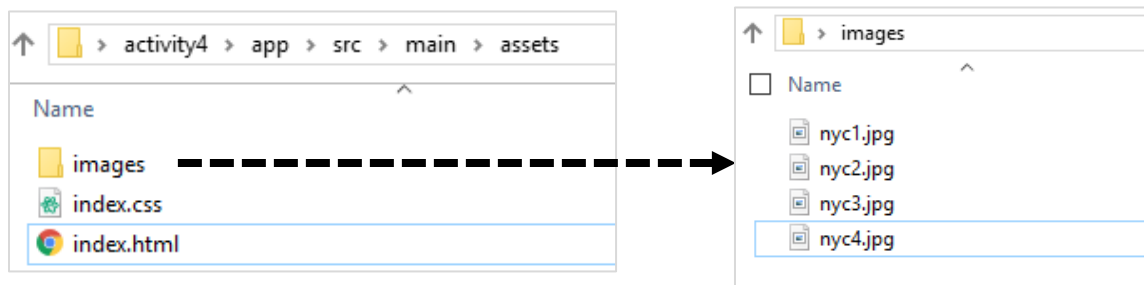 activity4 > app > src > main > assets
Name
images
index.css
index.html
images
Name
nyc1.jpg
nyc2.jpg
nyc3.jpg
nyc4.jpg